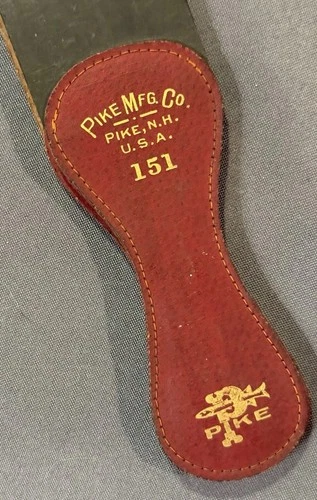 PIKE MFG. CO.
PIKE, N.H.
U.S.A.
151
P
PIKE